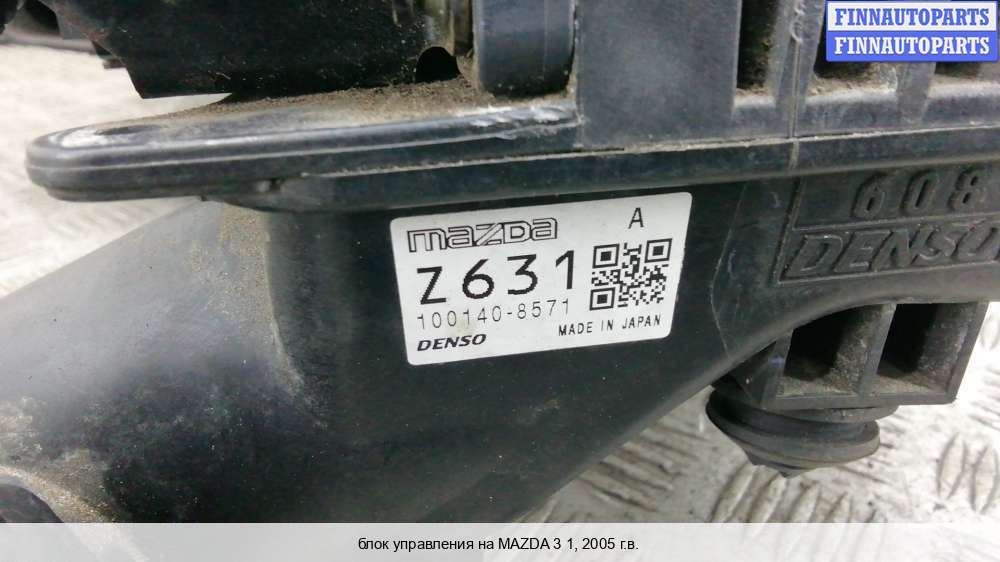 FINNAUTOPARTS
FINNAUTOPARTS
608
DENSO
mazda
A
Z631
100140-8571
DENSO
MADE IN JAPAN
блок управления на MAZDA 3 1, 2005 г.в.